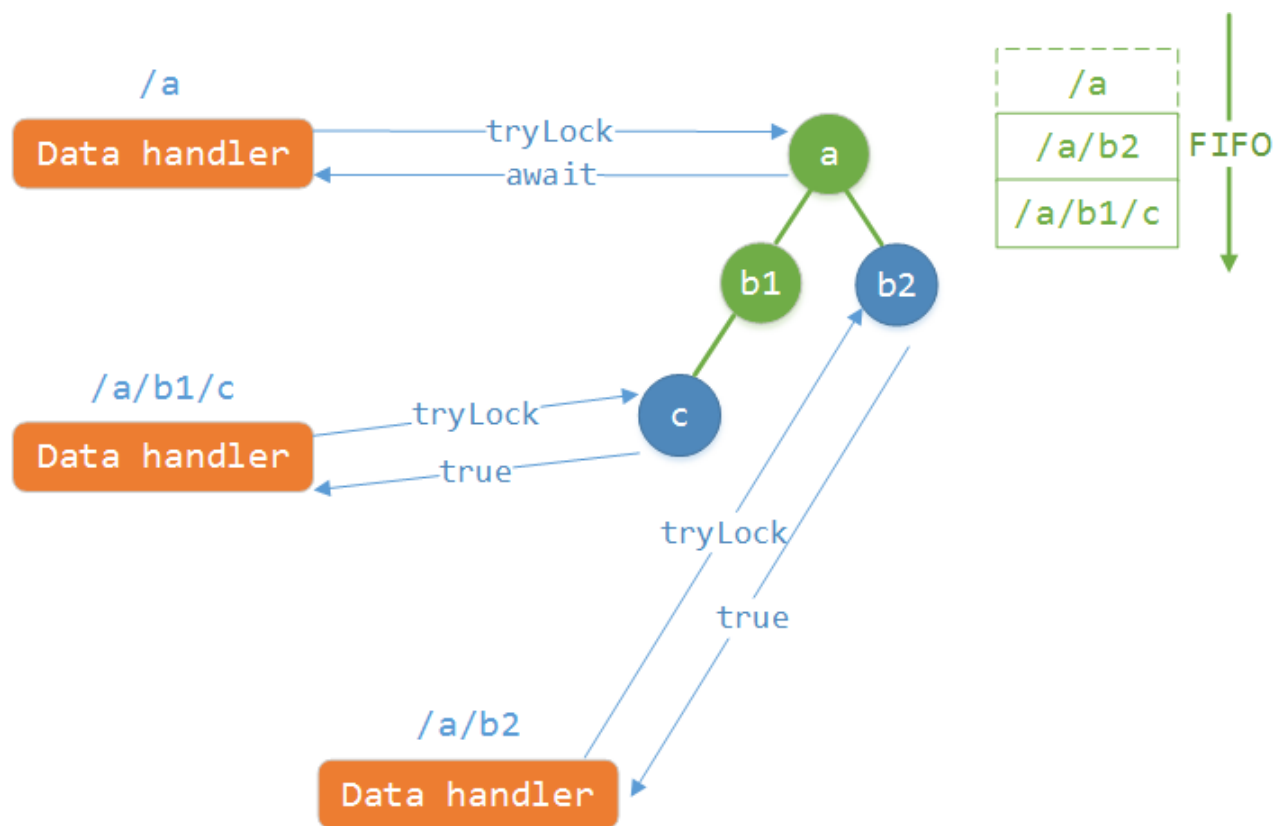 /a
Data handler
tryLock
await
a
/a
/a/b2
/a/b1/c
FIFO
b1
b2
/a/b1/c
Data handler
tryLock
true
c
tryLock
true
/a/b2
Data handler